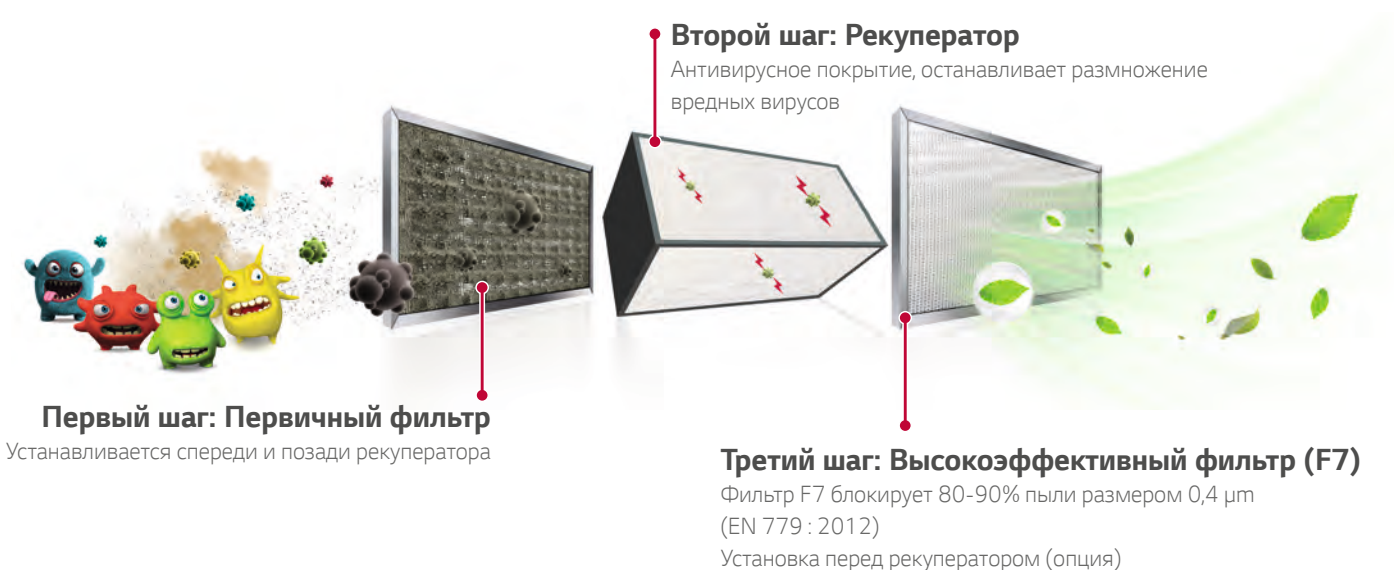 Второй шаг: Рекуператор
Антивирусное покрытие, останавливает размножение
вредных вирусов
Первый шаг: Первичный фильтр
Устанавливается спереди и позади рекуператора
Третий шаг: Высокоэффективный фильтр (F7)
Фильтр F7 блокирует 80-90% пыли размером 0,4 μm
(EN 779 : 2012)
Установка перед рекуператором (опция)